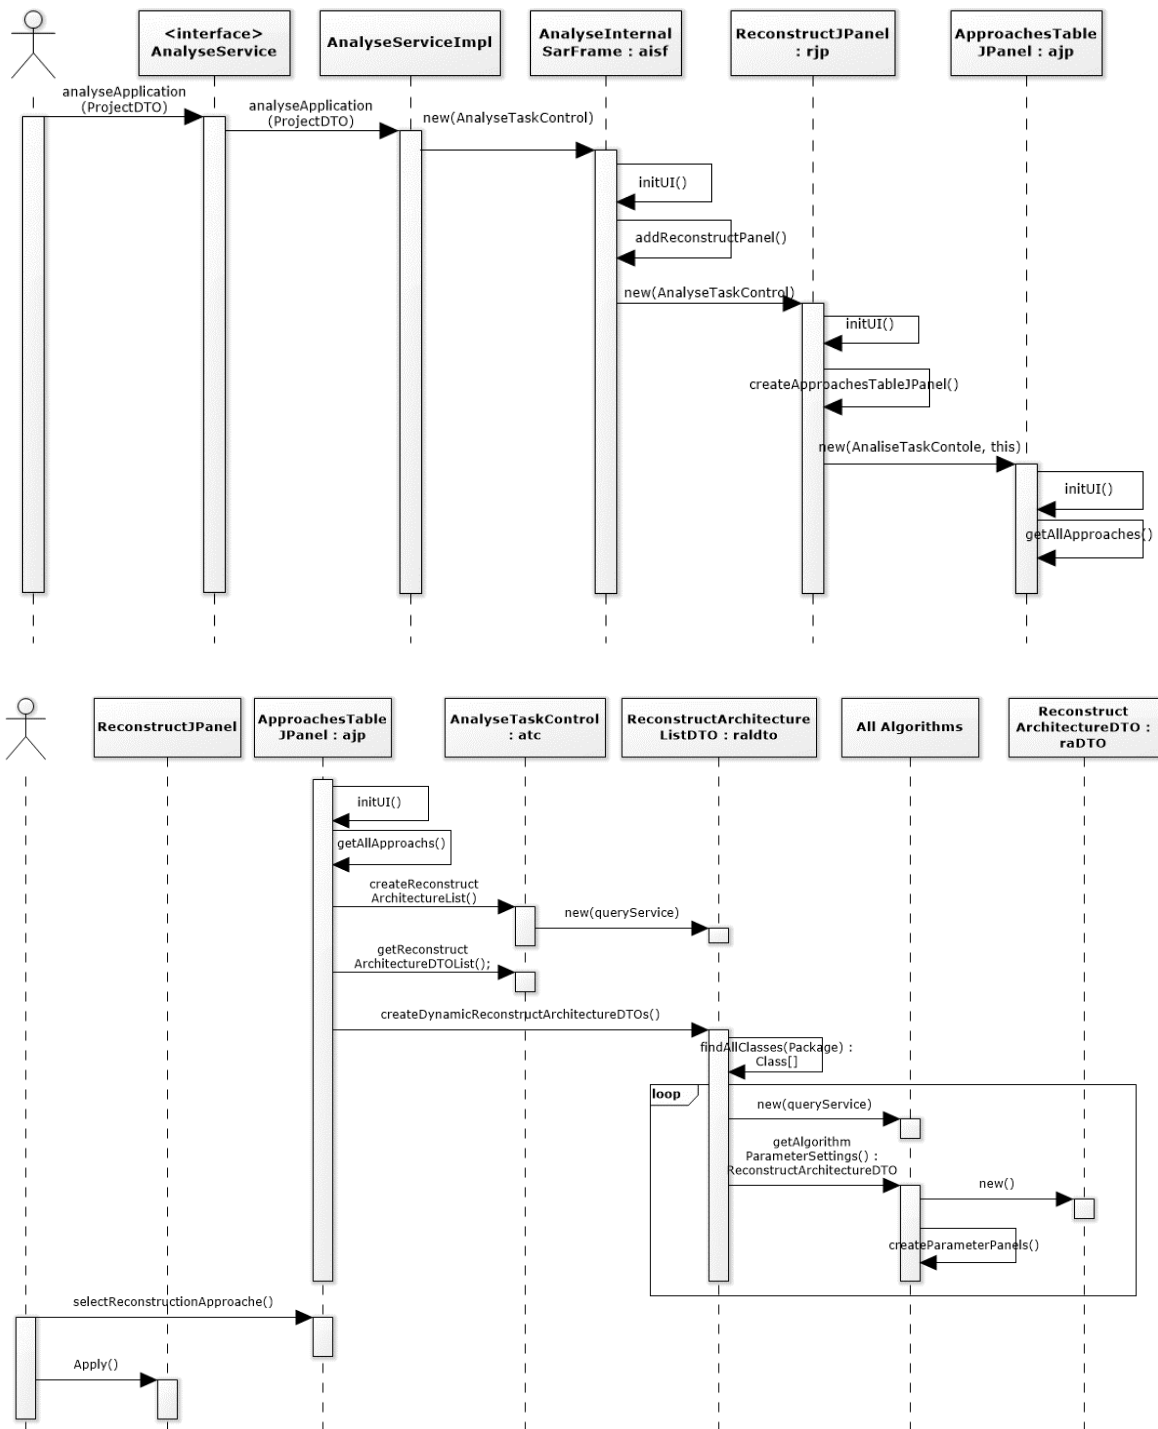 <interface>
AnalyseService
AnalyseServiceImpl
AnalyseInternal
SarFrame : aisf
ReconstructJPanel
: rjp
ApproachesTable
JPanel : ajp
analyseApplication
(ProjectDTO)
analyseApplication
(ProjectDTO)
new(AnalyseTaskControl)
initUI()
addReconstructPanel()
new(AnalyseTaskControl)
initUI()
createApproachesTableJPanel()
new(AnaliseTaskContole, this)
initUI()
getAllApproaches()
ReconstructJPanel
ApproachesTable
JPanel : ajp
AnalyseTaskControl
: atc
ReconstructArchitecture
ListDTO : raldto
All Algorithms
Reconstruct
ArchitectureDTO :
raDTO
initUI()
getAllApproachs()
createReconstruct
ArchitectureList()
new(queryService)
getReconstruct
ArchitectureDTOList();
createDynamicReconstructArchitectureDTOs()
findAllClasses(Package) :
Class[]
loop
new(queryService)
getAlgorithm
ParameterSettings() :
ReconstructArchitectureDTO
new()
createParameterPanels()
selectReconstructionApproache()
Apply()